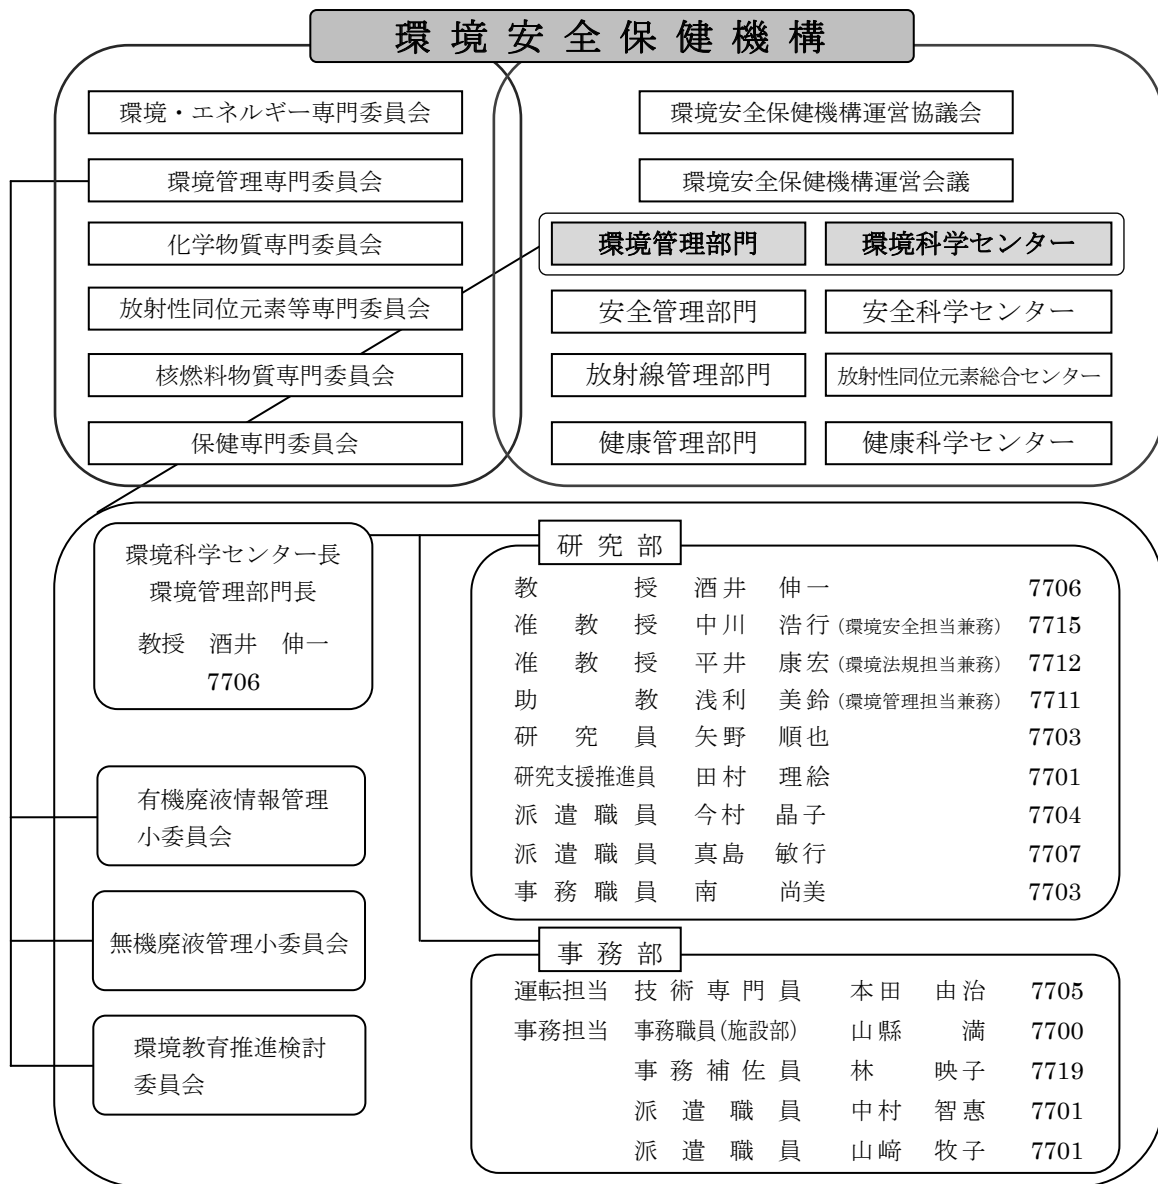 環境安全保健機構
環境・エネルギー専門委員会
環境管理専門委員会
化学物質専門委員会
放射性同位元素等専門委員会
核燃料物質専門委員会
保健専門委員会
環境安全保健機構運営協議会
環境安全保健機構運営会議
環境管理部門 環境科学センター
安全管理部門 安全科学センター
放射線管理部門 放射性同位元素総合センター
健康管理部門 健康科学センター
環境科学センター長
環境管理部門長
教授 酒井 伸一
7706
有機廃液情報管理
小委員会
無機廃液管理小委員会
環境教育推進検討
委員会
研究部
教授 酒井 伸一 7706
准教授 中川 浩行(環境安全担当兼務) 7715
准教授 平井 康宏(環境法規担当兼務) 7712
助教 浅利 美鈴(環境管理担当兼務) 7711
研究員 矢野 順也 7703
研究支援推進員 田村 理絵 7701
派遣職員 今村 晶子 7704
派遣職員 真島 敏行 7707
事務職員 南 尚美 7703
事務部
運転担当 技術専門員 本田 由治 7705
事務担当 事務職員(施設部) 山縣 満 7700
事務補佐員 林 映子 7719
派遣職員 中村 智恵 7701
派遣職員 山﨑 牧子 7701